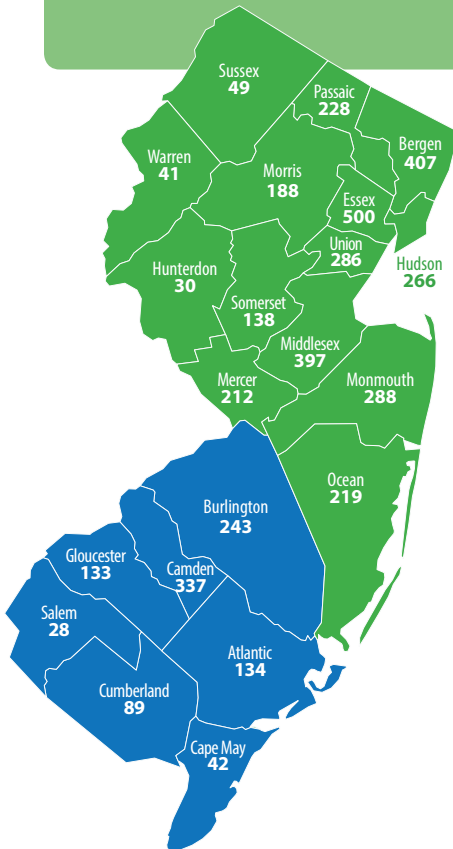 Sussex
49
Passaic
228
Bergen
407
Warren
41
Morris
188
Essex
500
Union
286
Hudson
266
Hunterdon
30
Somerset
138
Middlesex
397
Mercer
212
Monmouth
288
Ocean
219
Burlington
243
Gloucester
133
Camden
337
Salem
28
Atlantic
134
Cumberland
89
Cape May
42